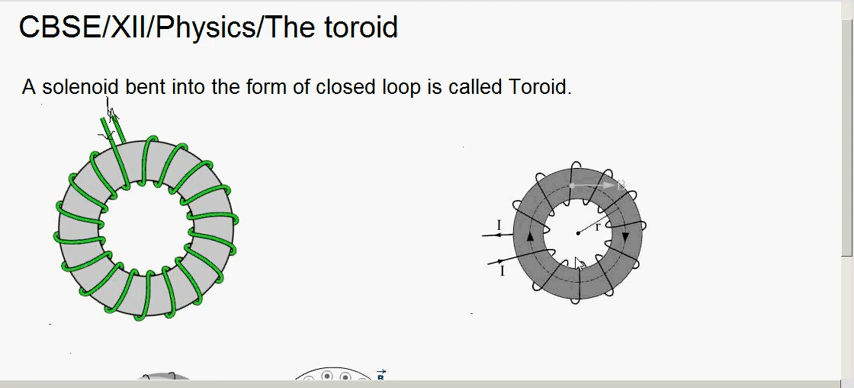 CBSE/XII/Physics/The toroid
A solenoid bent into the form of closed loop is called Toroid.
B
I
r
I
B